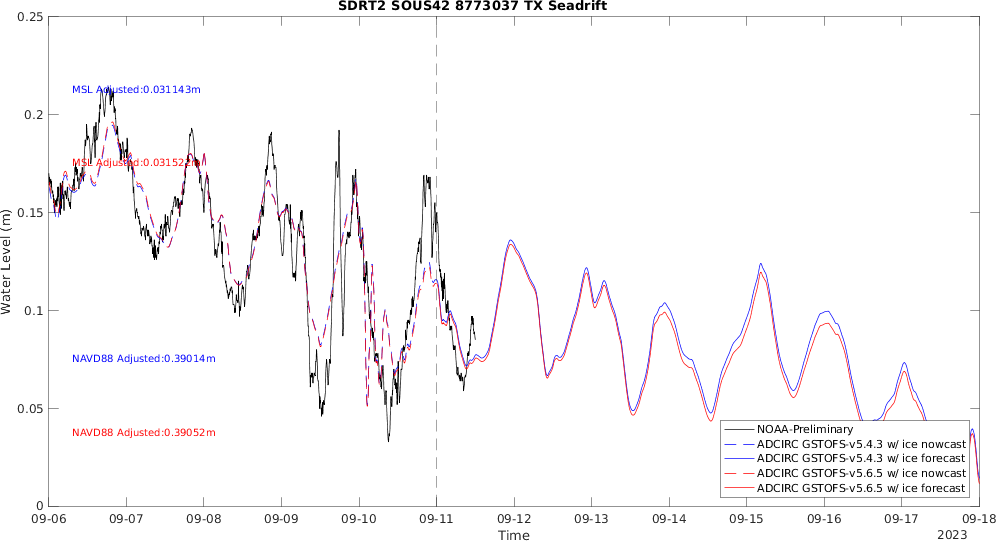 SDRT2 SOUS42 8773037 TX Seadrift
0.25
0.2
0.15
0.1
0.05
0
Water Level (m)
MSL Adjusted:0.031143m
MSL Adjusted:0.031522m
NAVD88 Adjusted:0.39014m
NAVD88 Adjusted:0.39052m
NOAA-Preliminary
ADCIRC GSTOFS-v5.4.3 w/ ice nowcast
ADCIRC GSTOFS-v5.4.3 w/ ice forecast
ADCIRC GSTOFS-v5.6.5 w/ ice nowcast
ADCIRC GSTOFS-v5.6.5 w/ ice forecast
09-06 09-07 09-08 09-09 09-10 09-11 09-12 09-13 09-14 09-15 09-16 09-17 09-18
Time
2023